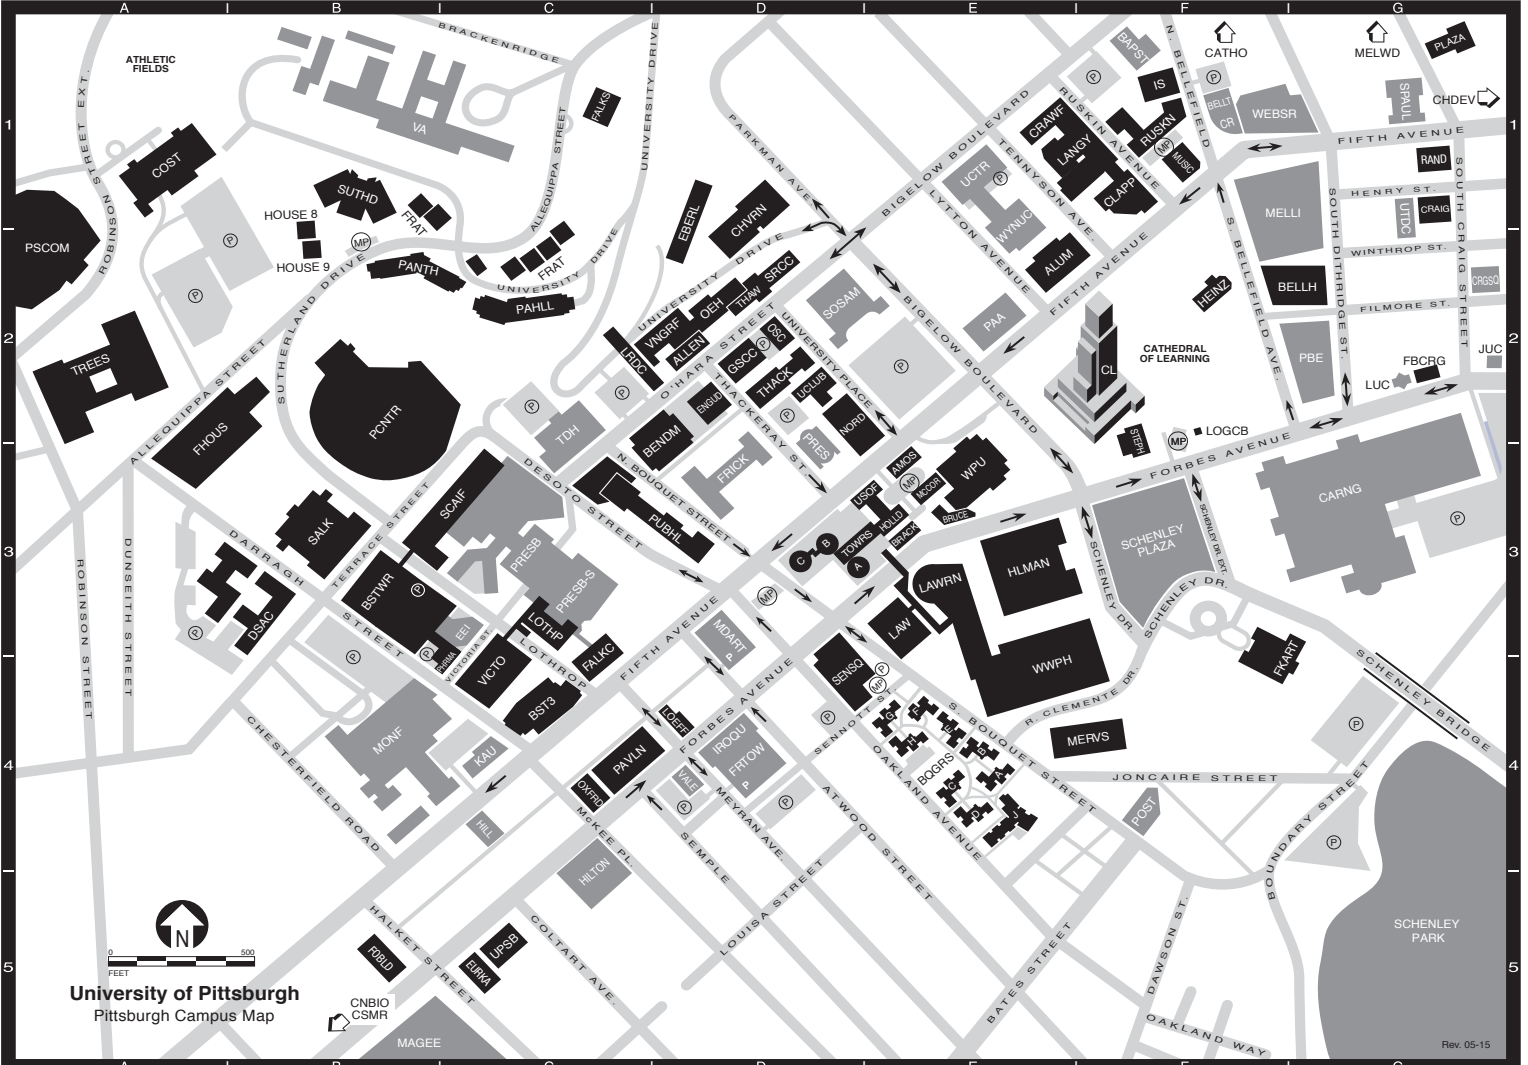 A I B I C I D I E I F I G
ATHLETIC
FIELDS
BRACKENRIDGE
CATHO
MELWD
PLAZA
BAPST
P
P
IS
N. BELLEFIELD
BELLT
CR
WEBSR
SPAUL
CHDEV
FALKS
VA
UNIVERSITY DRIVE
ALLEQUIPPA STREET
ROBINSON STREET EXT.
1
1
COST
PARKMAN AVE.
BIGELOW BOULEVARD
CRAWF
LANGY
CLAPP
RUSKIN AVENUE
RUSKN
MP
MUSIC
TENNYSON AVE.
FIFTH AVENUE
RAND
HENRY ST.
UTDC
CRAIG
WINTHROP ST.
SOUTH CRAIG STREET
SOUTH DITHRIDGE ST.
MELLI
UCTR
P
LYTTON AVENUE
WYNUC
ALUM
FIFTH AVENUE
S. BELLEFIELD AVE.
SUTHD
FRAT
HOUSE 8
HOUSE 9
MP
P
P
PSCOM
EBERL
CHVRN
UNIVERSITY DRIVE
PANTH
FRAT
UNIVERSITY DRIVE
PAHLL
SUTHERLAND DRIVE
SRCC
THAW
OEH
VNGRF
ALLEN
LRDC
UNIVERSITY DRIVE
O'HARA STREET
SOSAM
BIGELOW BOULEVARD
PAA
HEINZ
BELLH
CRGSQ
FILMORE ST.
PBE
CATHEDRAL
OF LEARNING
CL
JUC
FBCRG
LUC
2
2
TREES
ALLEQUIPPA STREET
FHOUS
PCNTR
OSC
P
GSCC
THACK
UCLUB
UNIVERSITY PLACE
NORD
P
P
ENGUD
THACKERAY ST.
BENDM
P
P
TDH
PRES
FRICK
N. BOUQUET STREET
DESOTO STREET
PUBHL
STEPH
MP
LOGCB
FORBES AVENUE
CARNG
P
AMOS
MP
MCCOR
WPU
BRUCE
USOF
HOLLD
BRACK
TOWRS
A
B
C
SCAIF
PRESB
PRESB-S
SALK
TERRACE STREET
DARRAGH
STREET
DUNSEITH STREET
ROBINSON STREET
3
3
DSAC
P
BSTWR
P
P
PHRMA
EEI
VICTORIA ST.
VICTO
LOTHP
LOTHROP
FALKC
BST3
P
FIFTH AVENUE
MP
MDART
P
LAWRN
LAW
HLMAN
WWPH
SCHENLEY
PLAZA
SCHENLEY DR. EXT.
SCHENLEY DR.
SCHENLEY DR.
FKART
SCHENLEY BRIDGE
SENSQ
P
MP
SENNOTT ST.
P
R. CLEMENTE DR.
MERVS
S. BOUQUET STREET
JONCAIRE STREET
P
G
F
E
H
B
BQGRS
A
C
D
J
OAKLAND AVENUE
4
4
CHESTERFIELD ROAD
MONF
KAU
HILL
LOEFF
PAVLN
OXFRD
FORBES AVENUE
IROQU
FRTOW
P
VALE
P
P
MEYRAN AVE.
ATWOOD STREET
McKEE PL.
SEMPLE
HILTON
LOUISA STREET
POST
BOUNDARY STREET
P
SCHENLEY
PARK
HALKET STREET
COLTART AVE.
UPSB
EURKA
FOBLD
BATES STREET
DAWSON ST.
OAKLAND WAY
N
0 500
FEET
University of Pittsburgh
Pittsburgh Campus Map
CNBIO
CSMR
MAGEE
5
5
Rev. 05-15